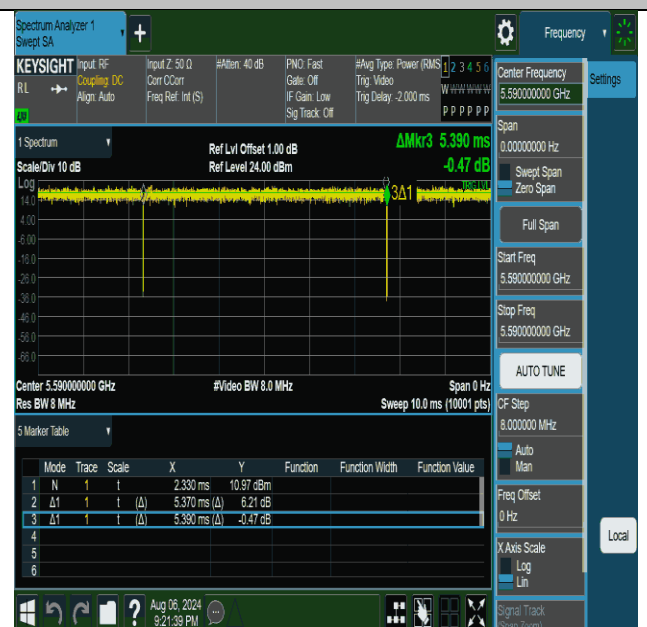 Spectrum Analyzer 1
Swept SA
+
Frequency
KEYSIGHT
RL
Input: RF
Coupling: DC
Align: Auto
Input Z: 50 Ω
Corr CCorr
Freq Ref: Int (S)
#Atten: 40 dB
PNO: Fast
Gate: Off
IF Gain: Low
Sig Track: Off
#Avg Type: Power (RMS
Trig: Video
Trig Delay: -2.000 ms
1 2 3 4 5 6
W W W W W W
P P P P P P
1 Spectrum
Scale/Div 10 dB
Ref Lvl Offset 1.00 dB
Ref Level 24.00 dBm
ΔMkr3 5.390 ms
-0.47 dB
Log
3Δ1
14.0
4.00
-6.00
-16.0
-26.0
-36.0
-46.0
-56.0
-66.0
Center 5.590000000 GHz
Res BW 8 MHz
#Video BW 8.0 MHz
Span 0 Hz
Sweep 10.0 ms (10001 pts)
5 Marker Table
Mode Trace Scale X Y Function Function Width Function Value
1 N 1 t 2.330 ms 10.97 dBm
2 Δ1 1 t (Δ) 5.370 ms (Δ) 6.21 dB
3 Δ1 1 t (Δ) 5.390 ms (Δ) -0.47 dB
4
5
6
Aug 06, 2024
9:21:39 PM
Center Frequency
5.590000000 GHz
Span
0.00000000 Hz
Swept Span
Zero Span
Full Span
Start Freq
5.590000000 GHz
Stop Freq
5.590000000 GHz
AUTO TUNE
CF Step
8.000000 MHz
Auto
Man
Freq Offset
0 Hz
X Axis Scale
Log
Lin
Signal Track
(Span Zoom)
Settings
Local